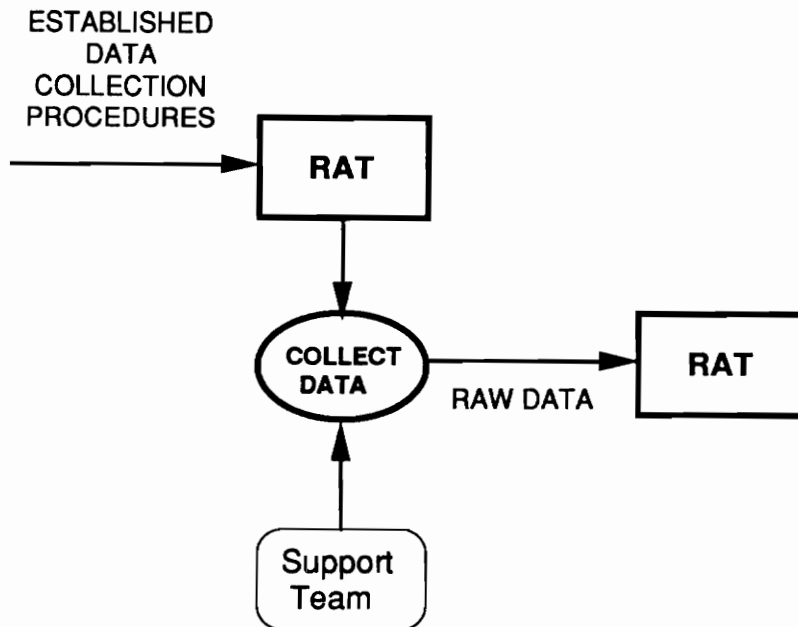 ESTABLISHED
DATA
COLLECTION
PROCEDURES
RAT
COLLECT
DATA
RAW DATA
RAT
Support
Team